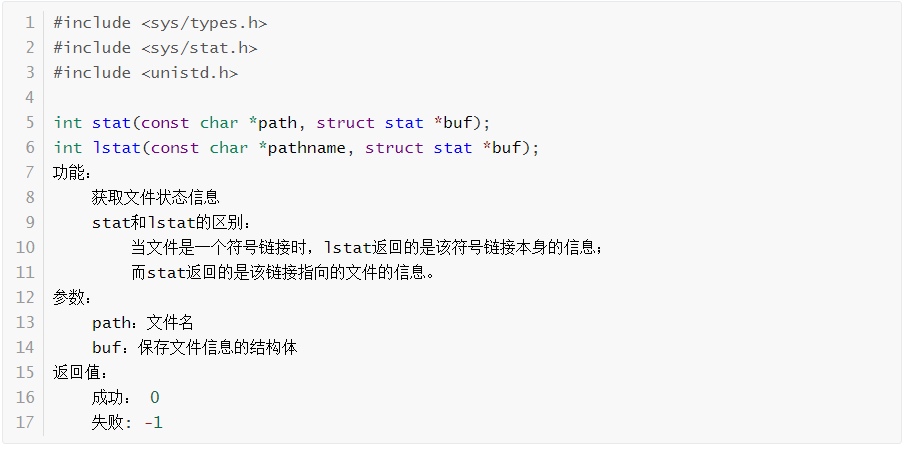 1 #include <sys/types.h>
2 #include <sys/stat.h>
3 #include <unistd.h>
4
5 int stat(const char *path, struct stat *buf);
6 int lstat(const char *pathname, struct stat *buf);
7 功能：
8     获取文件状态信息
9     stat和lstat的区别：
10         当文件是一个符号链接时，lstat返回的是该符号链接本身的信息；
11         而stat返回的是该链接指向的文件的信息。
12 参数：
13     path：文件名
14     buf：保存文件信息的结构体
15 返回值：
16     成功： 0
17     失败: -1